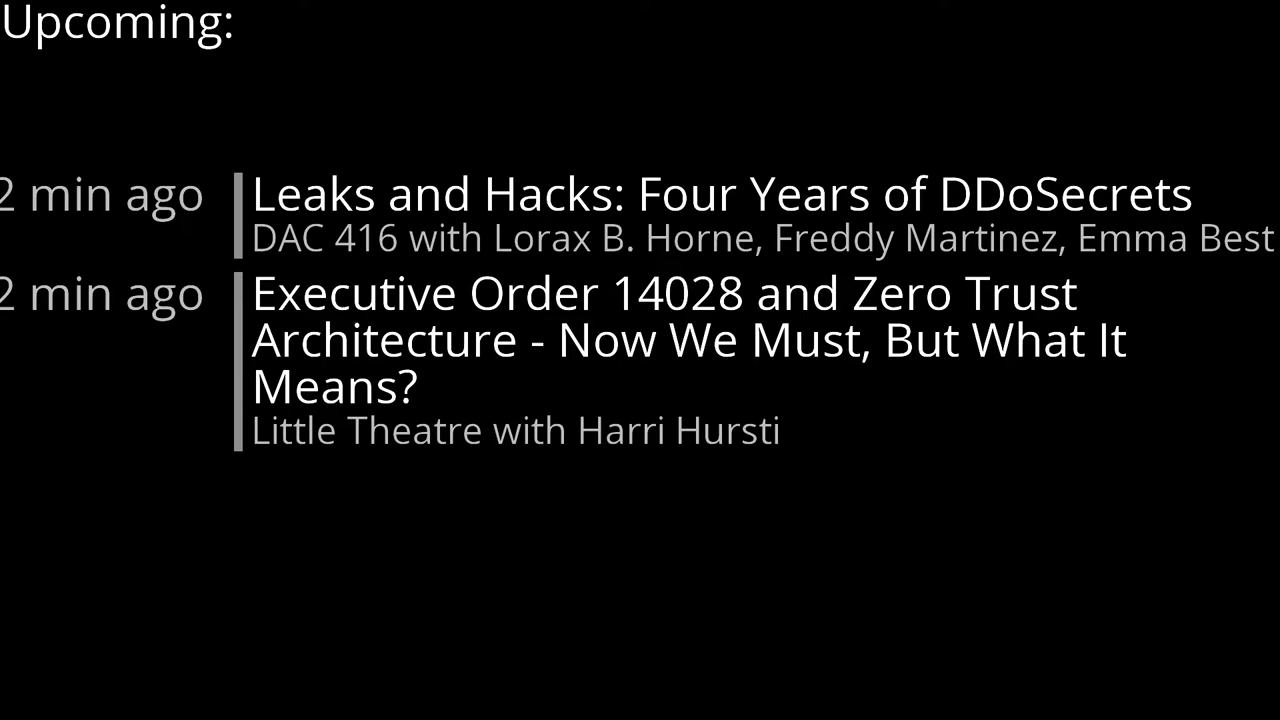 Upcoming:
2 min ago
Leaks and Hacks: Four Years of DDoSecrets
DAC 416 with Lorax B. Horne, Freddy Martinez, Emma Best
2 min ago
Executive Order 14028 and Zero Trust
Architecture - Now We Must, But What It
Means?
Little Theatre with Harri Hursti